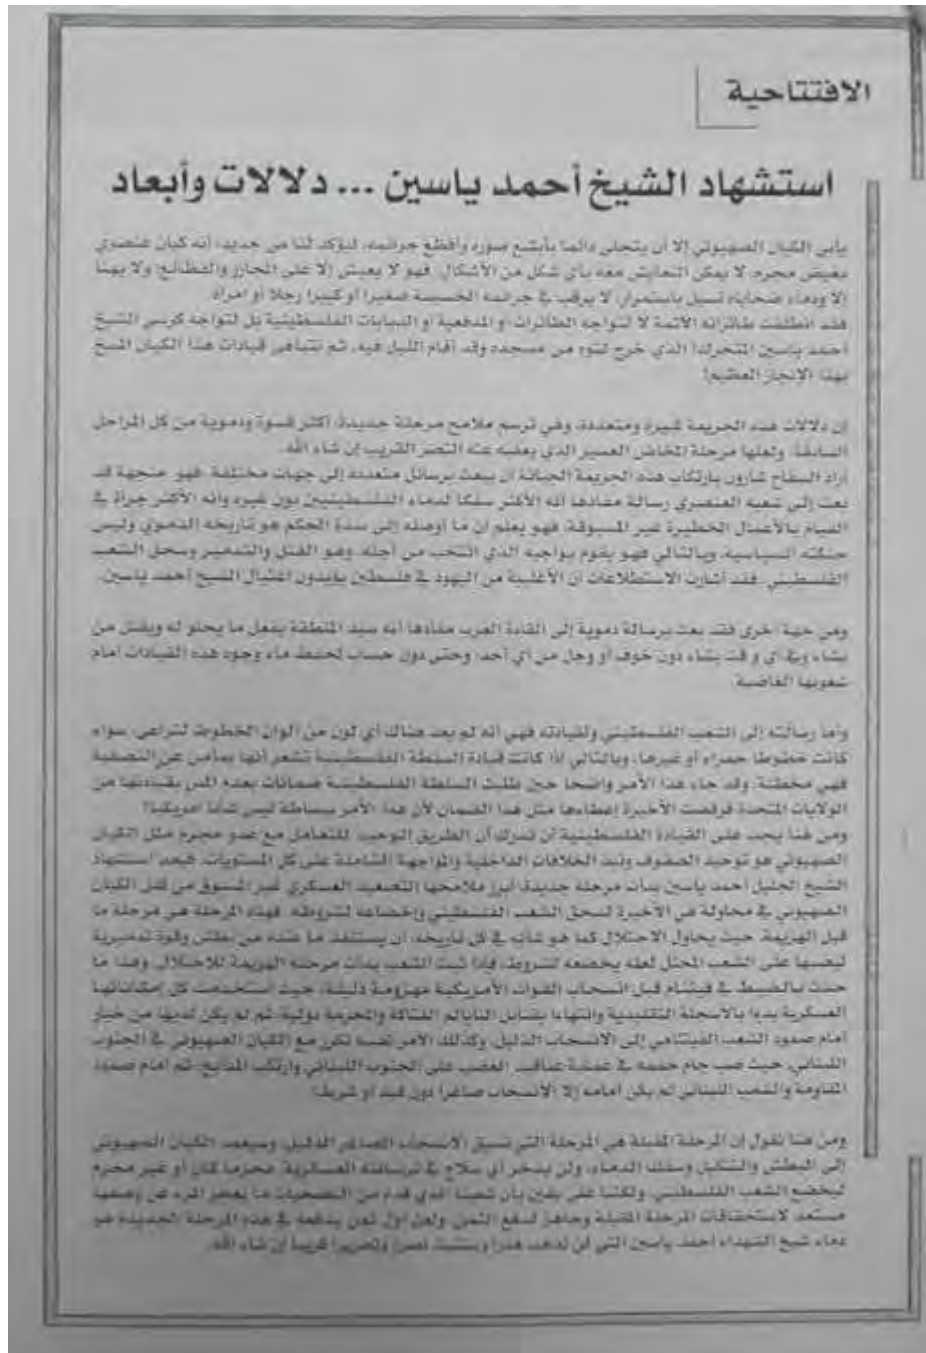 الافتتاحية
استشهاد الشيخ أحمد ياسين ... دلالات وأبعاد
يأبى الكيان الصهيوني إلا أن يتجلى دائما بأبشع صوره وأفظع جرائمه، ليؤكد لنا من جديد، أنه كيان عنصري
بغيض مجرم، لا يمكن التعايش معه بأي شكل من الأشكال. فهو لا يعيش إلا على المجازر والفظائع، ولا يهنأ
إلا ودماء ضحاياه تسيل باستمرار، لا يرقب في جرائمه الخسيسة صغيرا أو كبيرا رجلا أو امرأة.
فقد انطلقت طائراته الآثمة لا لتواجه الطائرات أو المدفعية أو الدبابات الفلسطينية بل لتواجه كرسي الشيخ
أحمد ياسين المتحرك! الذي خرج لتوه من مسجده وقد أقام الليل فيه. ثم تتباهى قيادات هذا الكيان المسخ
بهذا الإنجاز العظيم!
إن دلالات هذه الجريمة كبيرة ومتعددة، وهي ترسم ملامح مرحلة جديدة، أكثر قسوة ودموية من كل المراحل
السابقة، ولعلها مرحلة المخاض العسير الذي يعقبه عنه النصر القريب إن شاء الله.
أراد السفاح شارون بارتكاب هذه الجريمة الجبانة أن يبعث برسائل متعدده إلى جهات مختلفة. فهو منجهة قد
بعث إلى شعبه العنصري رسالة مفادها أنه الأكثر سفكا لدماء الفلسطينيين دون غيره وأنه الأكثر جرأة في
القيام بالأعمال الخطيرة غير المسبوقة، فهو يعلم أن ما أوصله إلى سدة الحكم هو تاريخه الدموي وليس
حنكته السياسية، وبالتالي فهو يقوم بواجبه الذي انتخب من أجله، وهو القتل والتدمير وسحق الشعب
الفلسطيني. فقد أشارت الاستطلاعات أن الأغلبية من اليهود في فلسطين يؤيدون اغتيال الشيخ أحمد ياسين.
ومن جهة أخرى فقد بعث برسالة دموية إلى القادة العرب مفادها أنه سيد المنطقة يفعل ما يحلو له ويقتل من
يشاء وفي أي و قت يشاء دون خوف أو وجل من أي أحد، وحتى دون حساب لحفظ ماء وجوه هذه القيادات أمام
شعوبها الغاضبة.
وأما رسالته إلى الشعب الفلسطيني ولقيادته فهي أنه لم يعد هناك أي لون من ألوان الخطوط لتراعى، سواء
كانت خطوطا حمراء أو غيرها، وبالتالي إذا كانت قيادة السلطة الفلسطينية تشعر أنها بمأمن عن التصفية
فهي مخطئة، وقد جاء هذا الأمر واضحا حين طلبت السلطة الفلسطينية ضمانات بعدم المس بقيادتها من
الولايات المتحدة فرفضت الأخيرة إعطاءها مثل هذا الضمان لأن هذا الأمر ببساطة ليس شأنا أمريكيا!
ومن هنا يجب على القيادة الفلسطينية أن تدرك أن الطريق الوحيد للتعامل مع عدو مجرم مثل الكيان
الصهيوني هو توحيد الصفوف ونبذ الخلافات الداخلية والمواجهة الشاملة على كل المستويات. فبعد استشهاد
الشيخ الجليل أحمد ياسين بدأت مرحلة جديدة، أبرز ملامحها التصعيد العسكري غير المسبوق من قبل الكيان
الصهيوني في محاولة هي الأخيرة لسحق الشعب الفلسطيني وإخضاعه لشروطه. فهذه المرحلة هي مرحلة ما
قبل الهزيمة، حيث يحاول الاحتلال كما هو شأنه في كل تاريخه، أن يستنفذ ما عنده من بطش وقوة تدميرية
ليصبها على الشعب المحتل لعله يخضعه لشروطه، فإذا ثبت الشعب بدأت مرحلة الهزيمة للاحتلال. وهذا ما
حدث بالضبط في فيتنام قبل انسحاب القوات الأمريكية مهزومة ذليلة، حيث استخدمت كل إمكاناتها
العسكرية بدءا بالأسلحة التقليدية وانتهاءا بقنابل النابالم الفتاكة والمحرمة دولية، ثم لم يكن لديها من خيار
أمام صمود الشعب الفيتنامي إلا الانسحاب الذليل، وكذلك الأمر نفسه تكرر مع الكيان الصهيوني في الجنوب
اللبناني، حيث صب جام حممه في عملية عناقيد الغضب على الجنوب اللبناني وارتكب المذابح، ثم أمام صمود
المقاومة والشعب اللبناني لم يكن أمامه إلا الانسحاب صاغرا دون قيد أو شرط!
ومن هنا نقول إن المرحلة المقبلة هي المرحلة التي تسبق الانسحاب الصاغر الذليل، وسيعمد الكيان الصهيوني
إلى البطش والتنكيل وسفك الدماء، ولن يدخر أي سلاح في ترسانته العسكرية، محرما كان أو غير محرم
ليخضع الشعب الفلسطيني. ولكننا على يقين بأن شعبنا الذي قدم من التضحيات ما يعجز المرء عن وصفها
مستعد لاستحقاقات المرحلة المقبلة وجاهز لدفع الثمن. ولعل أول ثمن يدفعه في هذه المرحلة الجديدة هو
دماء شيخ الشهداء أحمد ياسين التي لن تذهب هدرا وستنبت نصرا وتحريرا قريبا إن شاء الله.